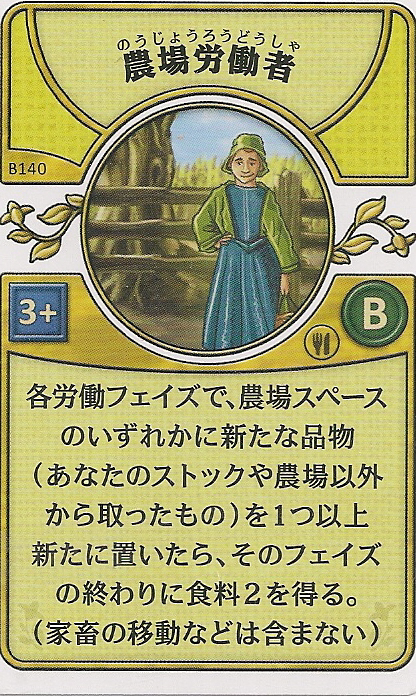 のうじょうろうどうしゃ
農場労働者
B140
3+
B
各労働フェイズで、農場スペース
のいずれかに新たな品物
（あなたのストックや農場以外
から取ったもの）を1つ以上
新たに置いたら、そのフェイズ
の終わりに食料2を得る。
（家畜の移動などは含まない）